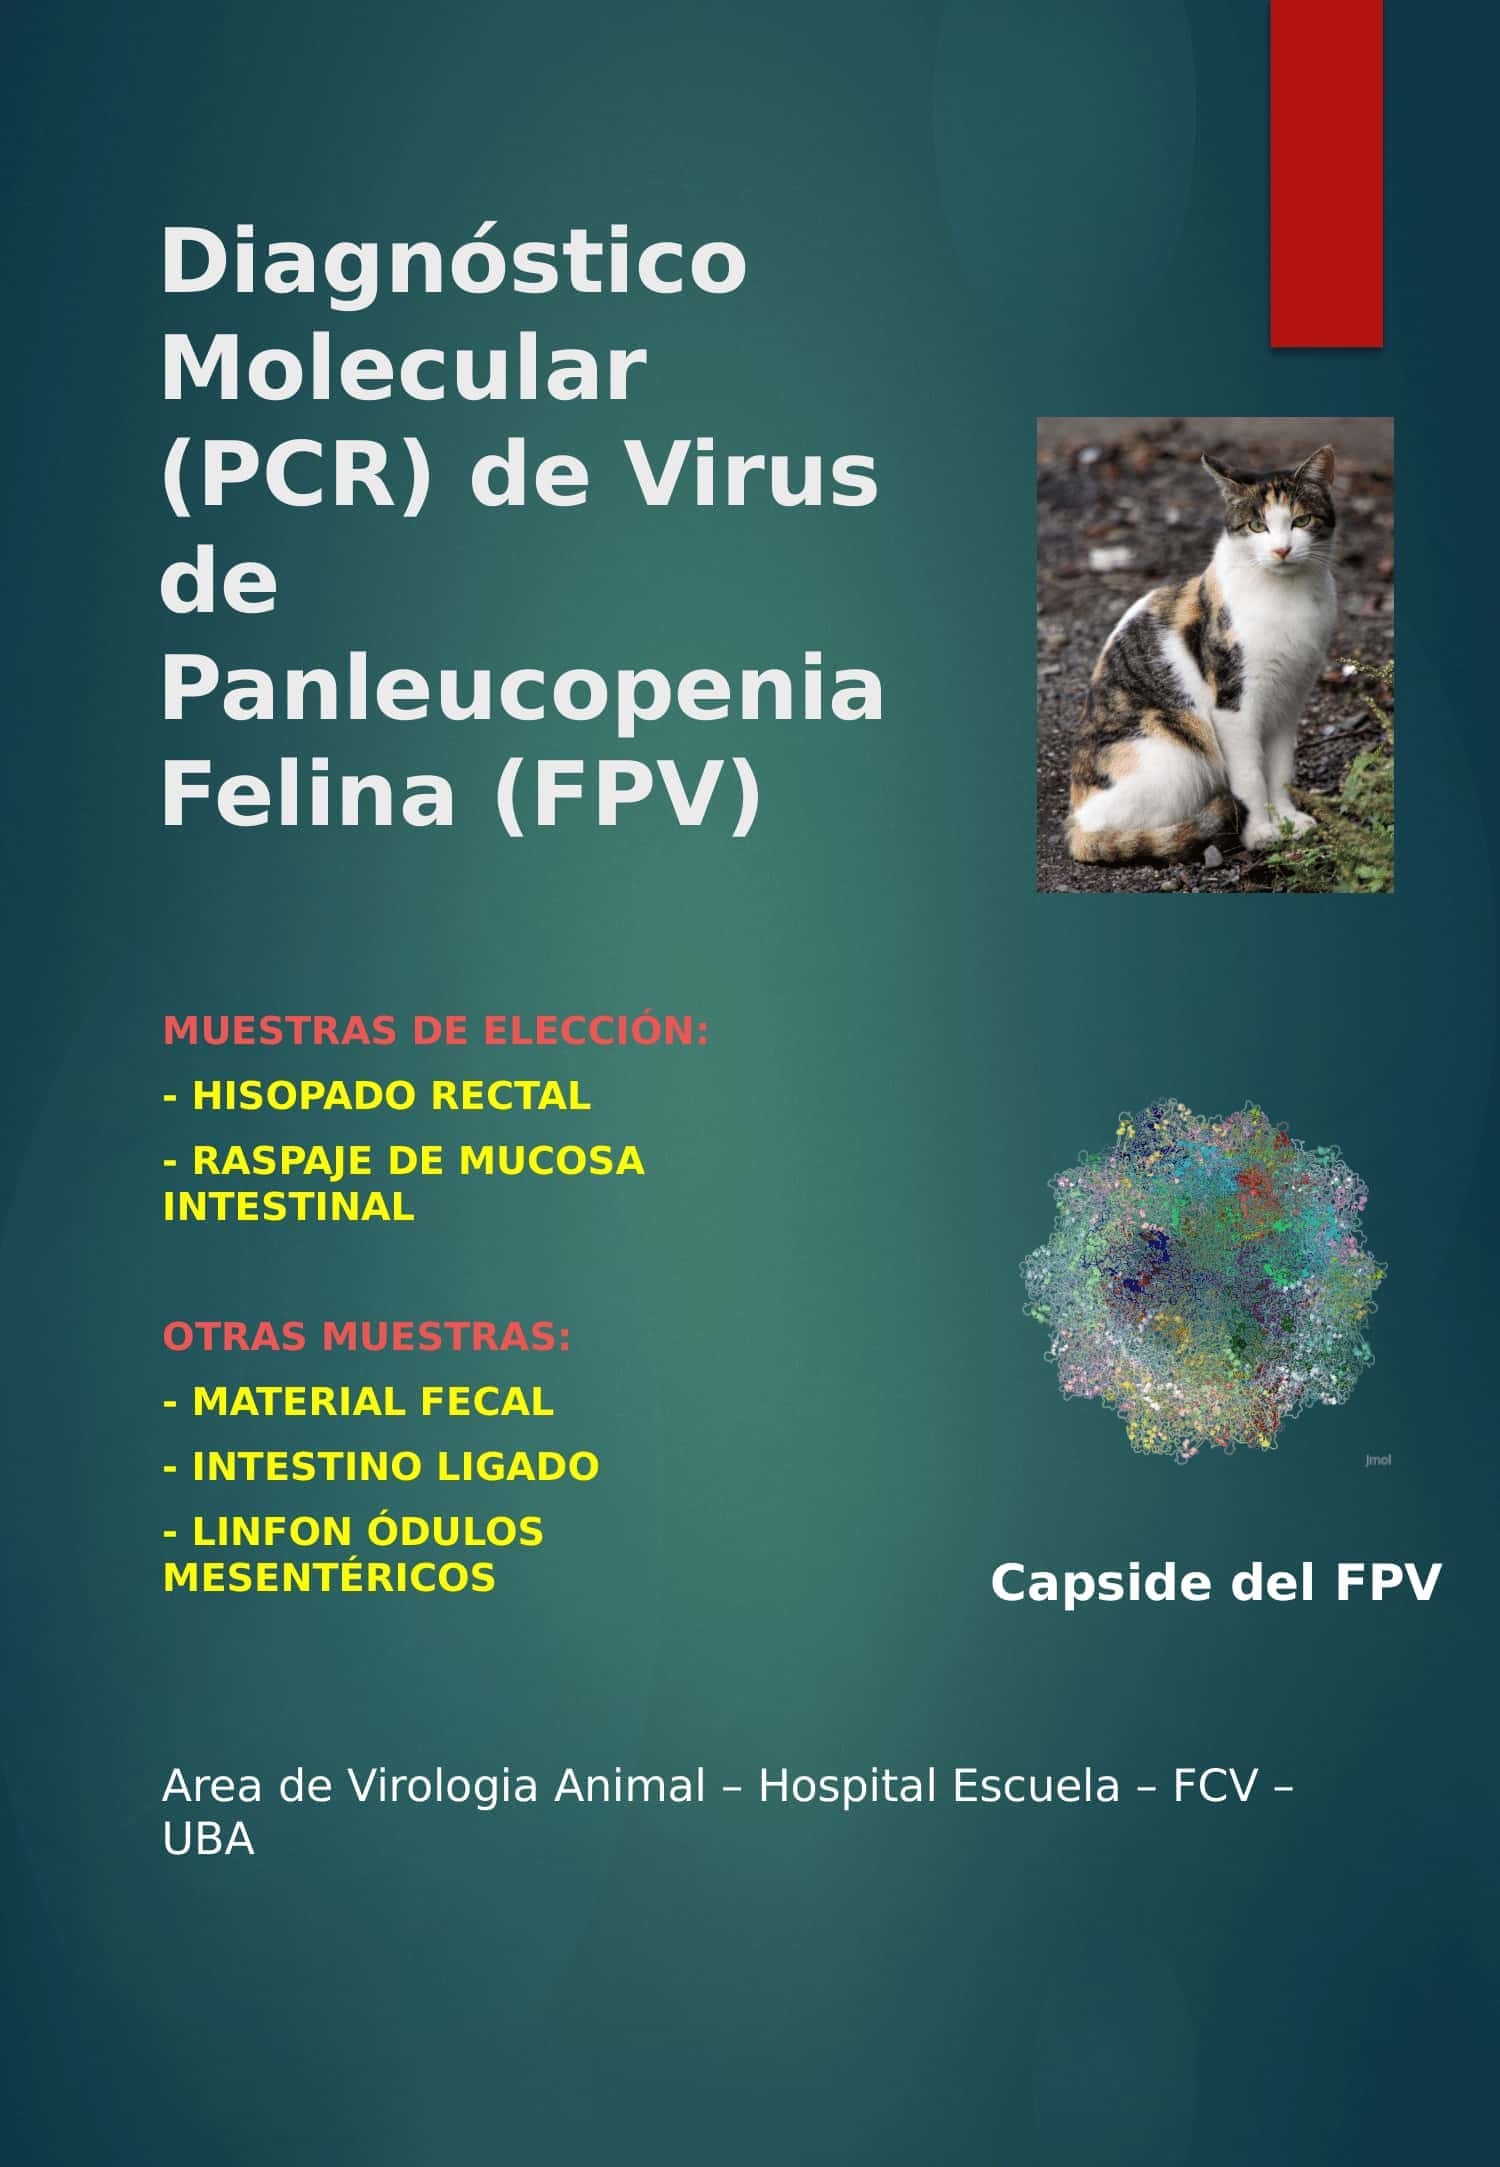 Diagnóstico
Molecular
(PCR) de Virus
de
Panleucopenia
Felina (FPV)
MUESTRAS DE ELECCIÓN:
- HISOPADO RECTAL
- RASPAJE DE MUCOSA
INTESTINAL
OTRAS MUESTRAS:
- MATERIAL FECAL
- INTESTINO LIGADO
- LINFON ÓDULOS
MESENTÉRICOS
Jmol
Capside del FPV
Area de Virologia Animal – Hospital Escuela – FCV –
UBA